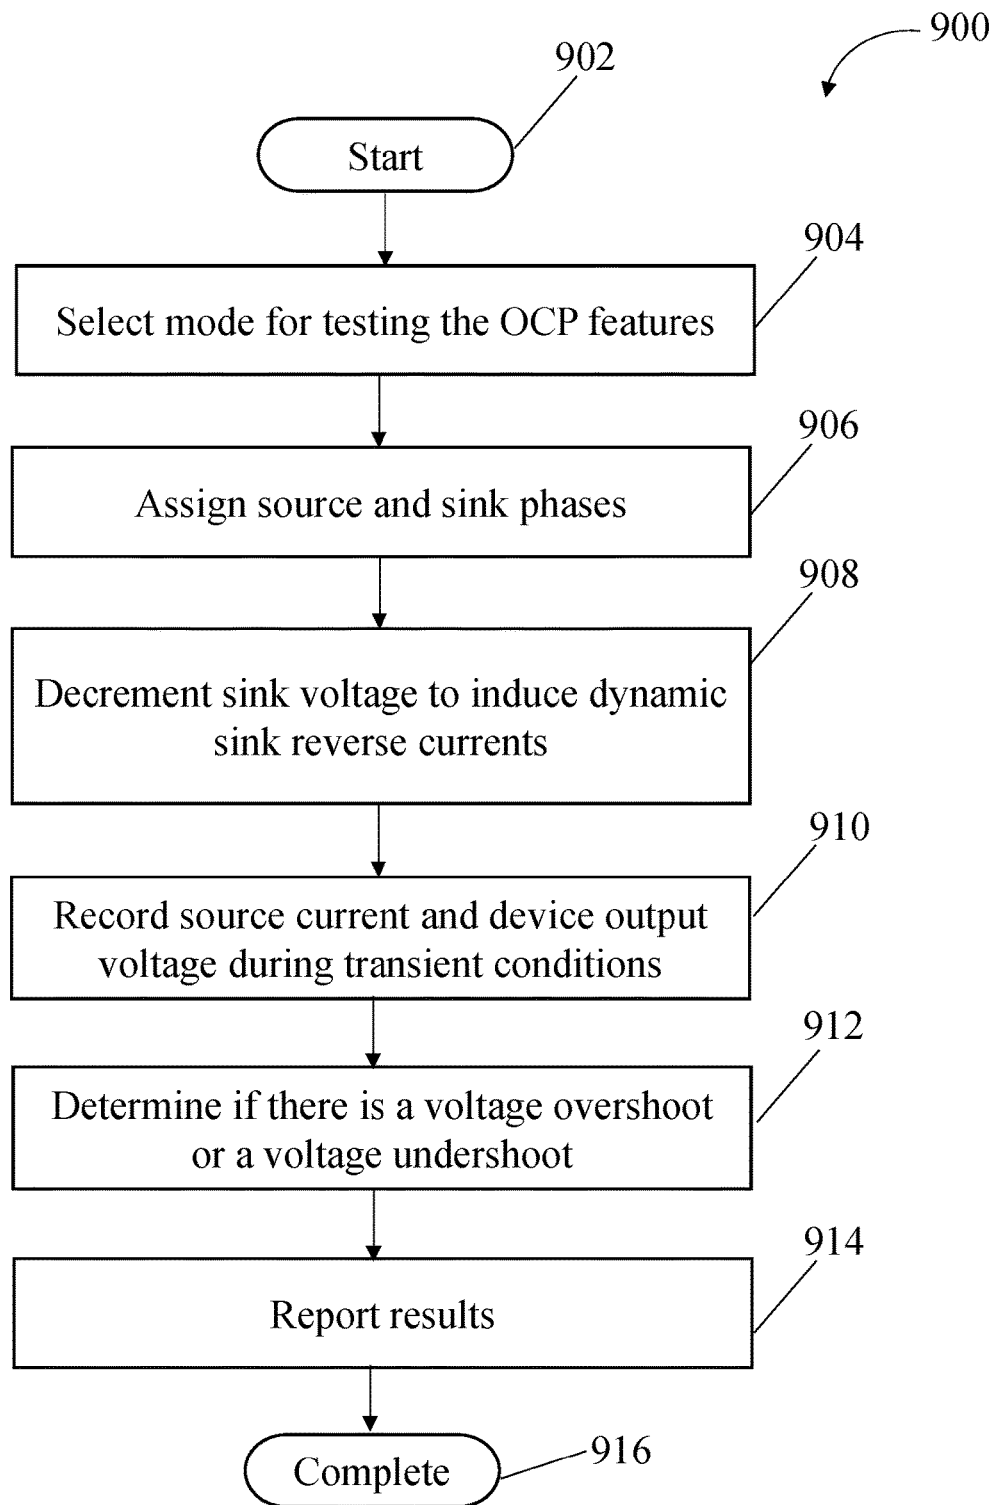 900
902
Start
904
Select mode for testing the OCP features
906
Assign source and sink phases
908
Decrement sink voltage to induce dynamic
sink reverse currents
910
Record source current and device output
voltage during transient conditions
912
Determine if there is a voltage overshoot
or a voltage undershoot
914
Report results
Complete
916